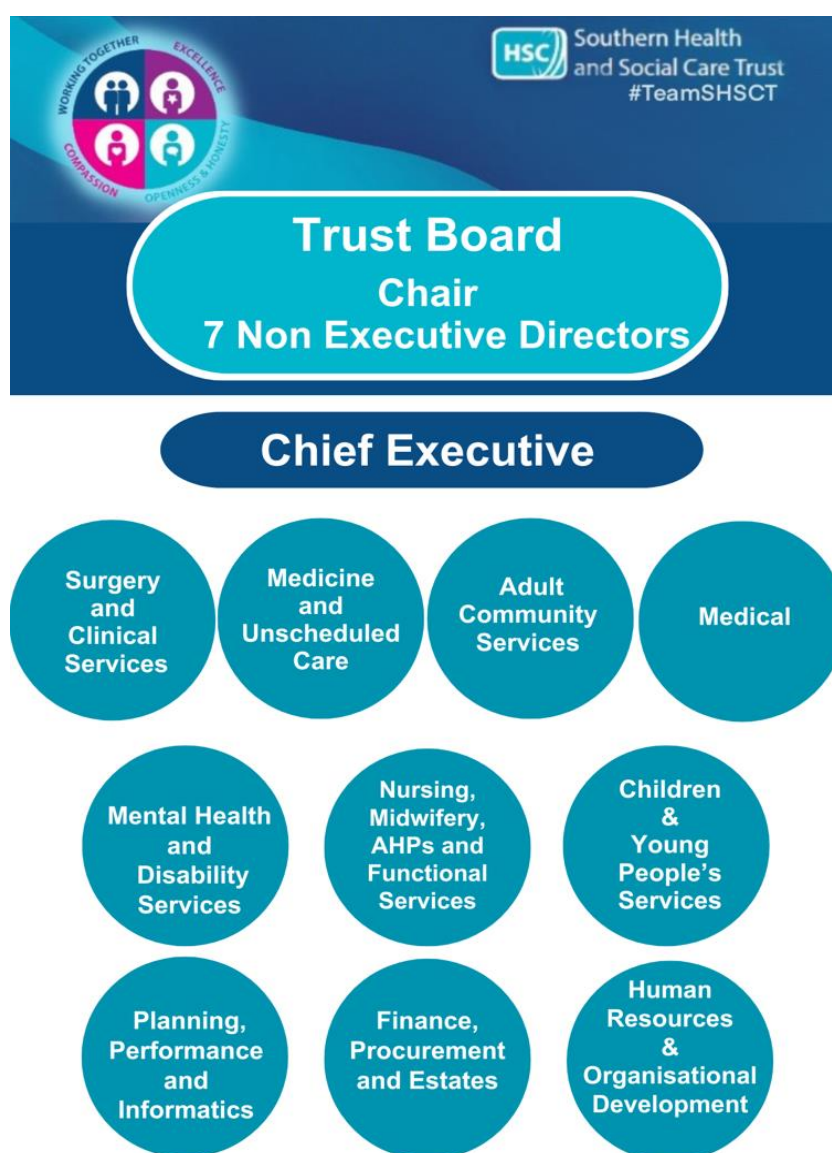 WORKING TOGETHER
EXCELLENCE
COMPASSION
OPENNESS & HONESTY
HSC
Southern Health
and Social Care Trust
#TeamSHSCT
Trust Board
Chair
7 Non Executive Directors
Chief Executive
Surgery
and
Clinical
Services
Medicine
and
Unscheduled
Care
Adult
Community
Services
Medical
Mental Health
and
Disability
Services
Nursing,
Midwifery,
AHPs and
Functional
Services
Children
&
Young
People’s
Services
Planning,
Performance
and
Informatics
Finance,
Procurement
and Estates
Human
Resources
&
Organisational
Development